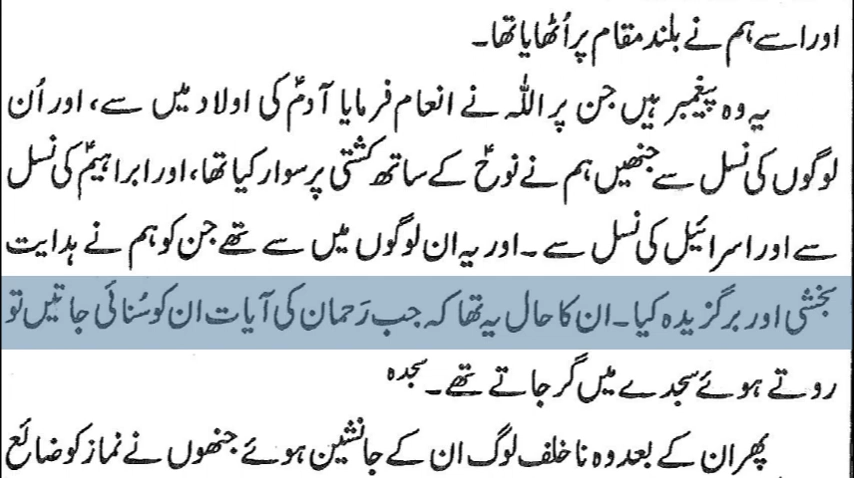 اور اسے ہم نے بلند مقام پر اُٹھایا تھا۔
یہ وہ پیغمبر ہیں جن پر اللہ نے انعام فرمایا آدمؑ کی اولاد میں سے، اور اُن
لوگوں کی نسل سے جنھیں ہم نے نوحؑ کے ساتھ کشتی پر سوار کیا تھا، اور ابراہیمؑ کی نسل
سے اور اسرائیل کی نسل سے ۔ اور یہ ان لوگوں میں سے تھے جن کو ہم نے ہدایت
بخشی اور برگزیدہ کیا۔ ان کا حال یہ تھا کہ جب رَحمان کی آیات ان کو سُنائی جاتیں تو
روتے ہوئے سجدے میں گر جاتے تھے۔ سجدہ
پھر ان کے بعد وہ ناخلف لوگ ان کے جانشین ہوئے جنھوں نے نماز کو ضائع